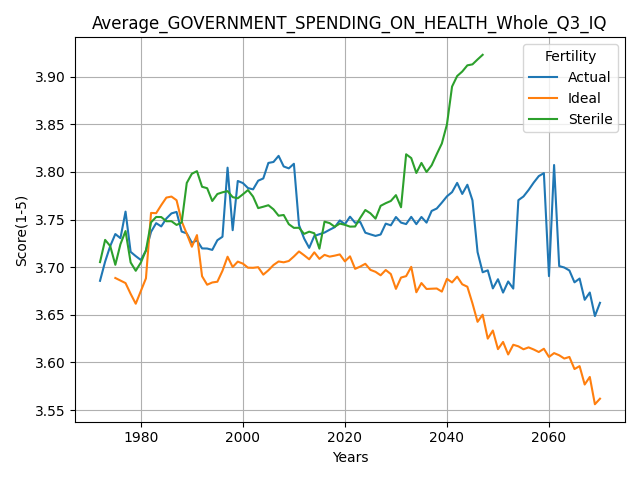 Average_GOVERNMENT_SPENDING_ON_HEALTH_Whole_Q3_IQ
Fertility
Actual
Ideal
Sterile
Score(1-5)
3.90
3.85
3.80
3.75
3.70
3.65
3.60
3.55
1980
2000
2020
2040
2060
Years